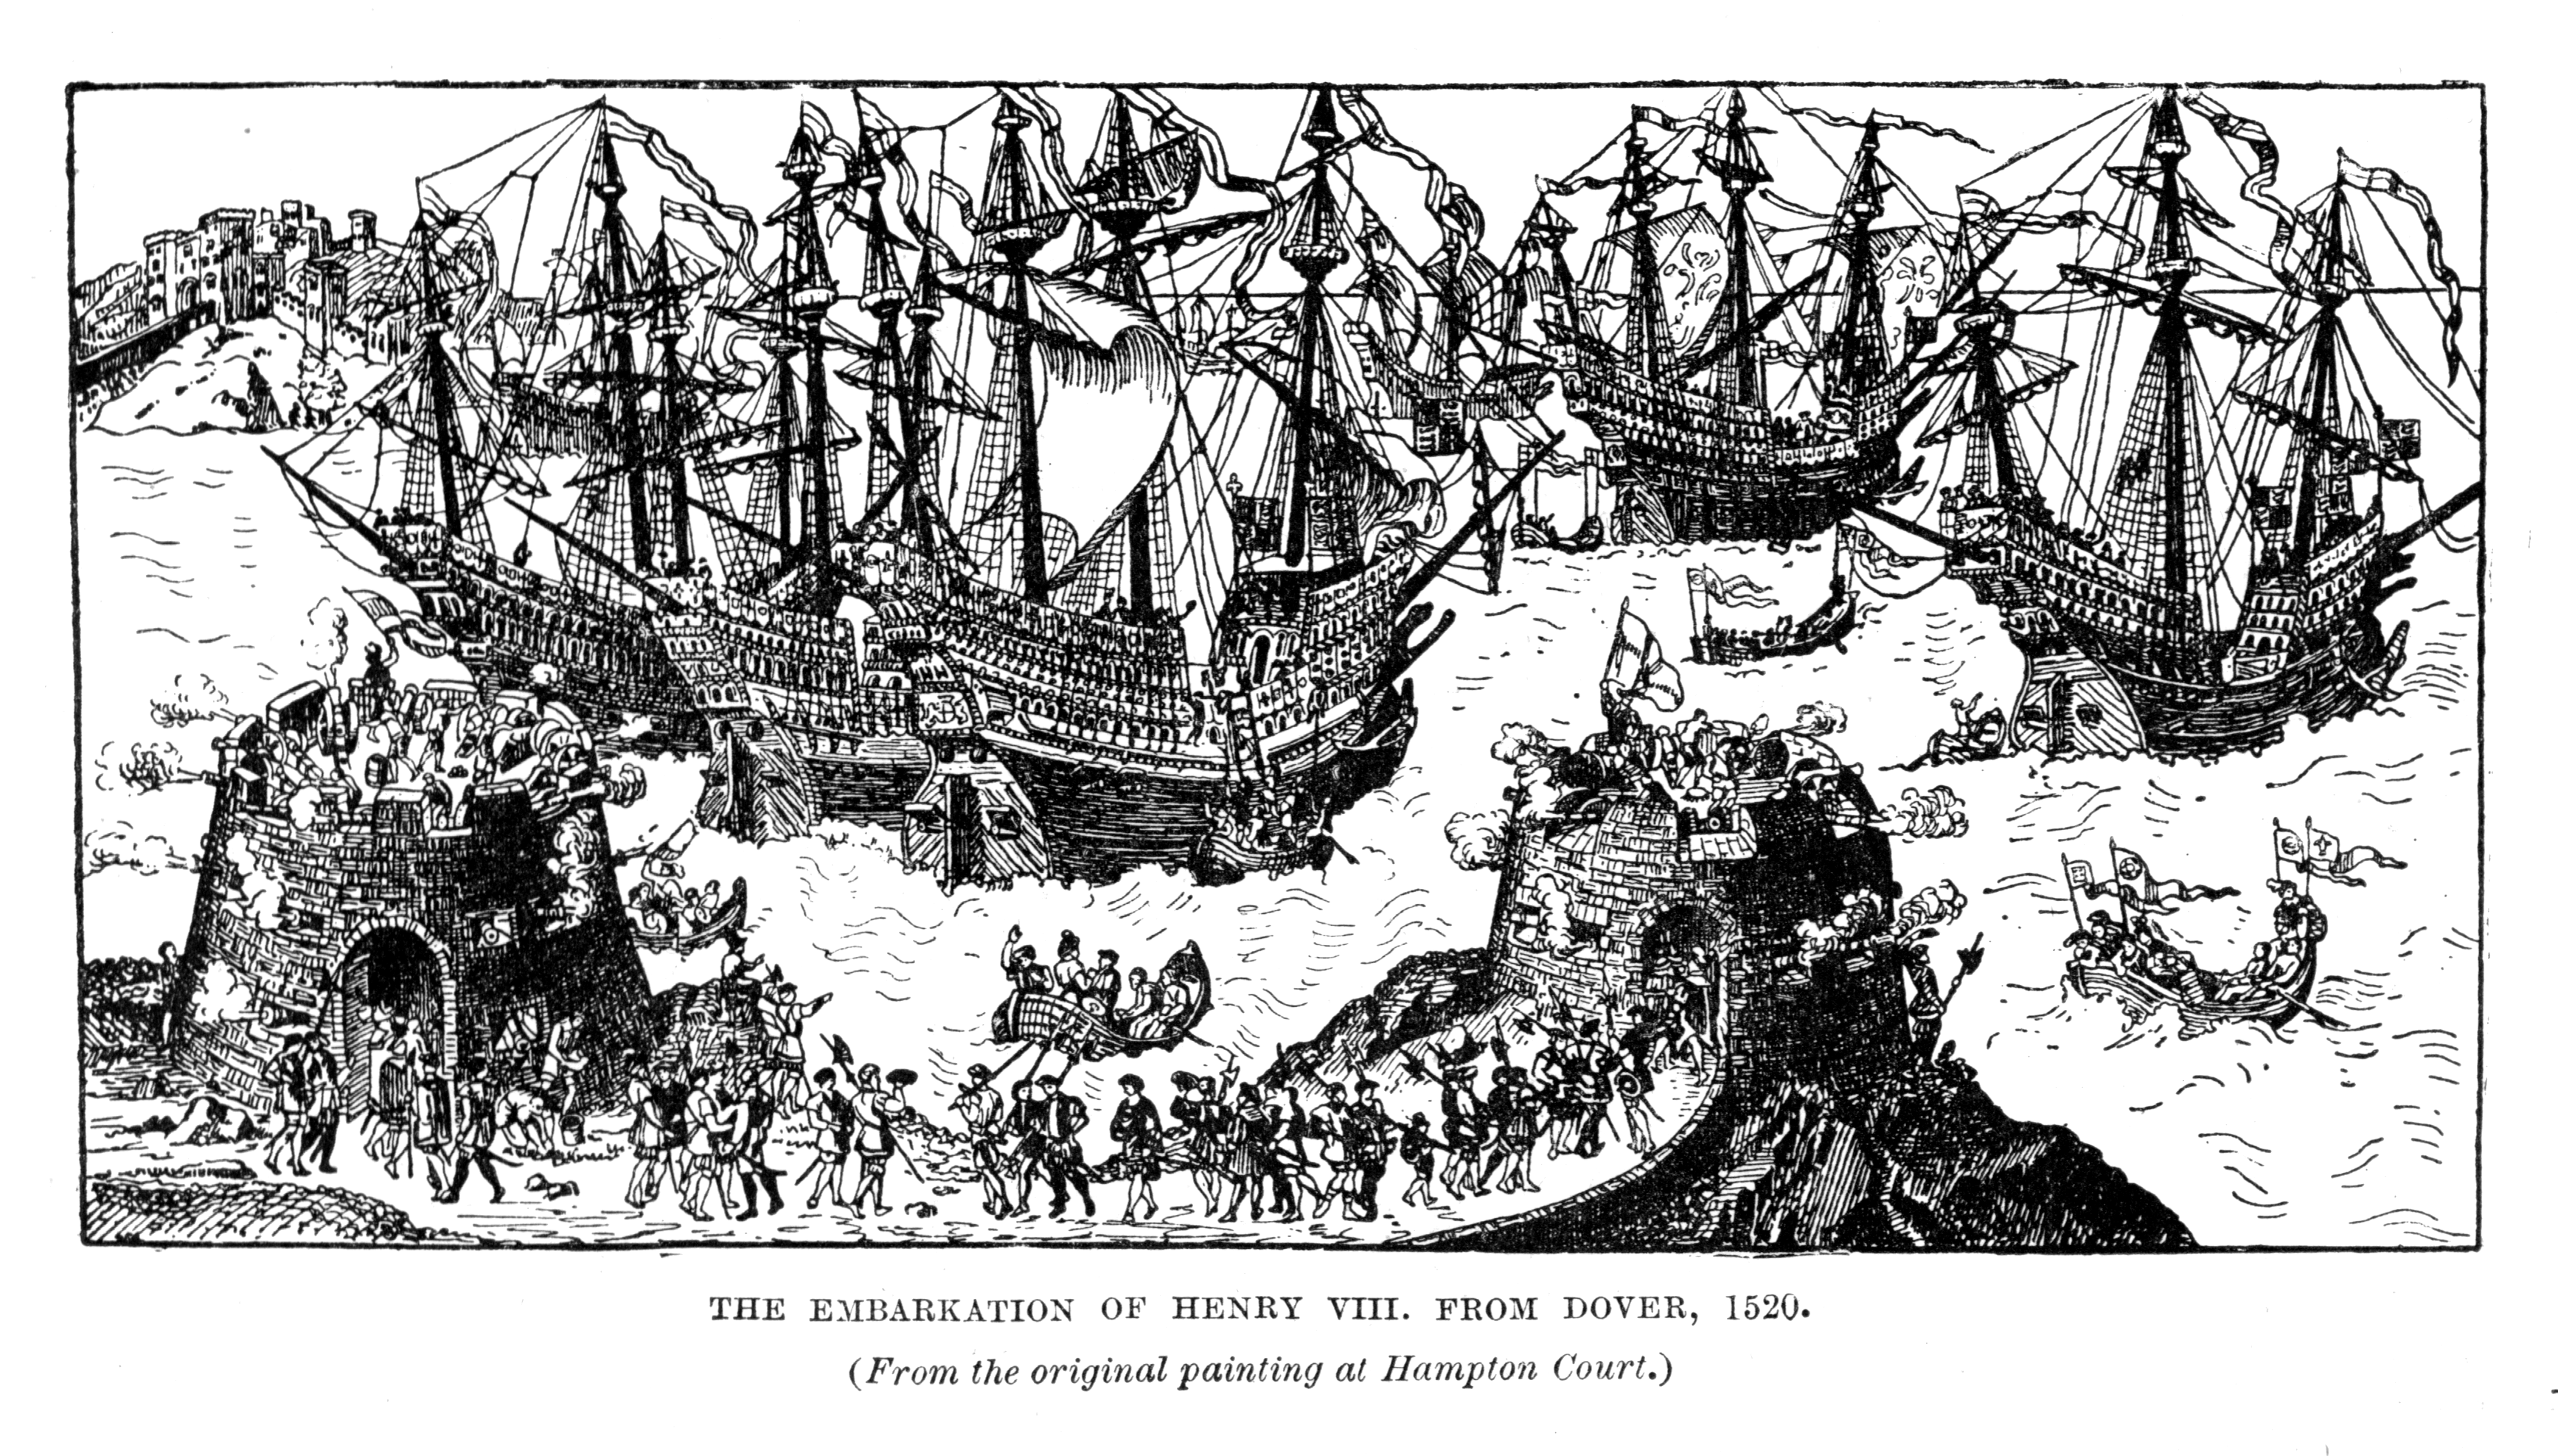 THE EMBARKATION OF HENRY VIII. FROM DOVER, 1520.
(From the original painting at Hampton Court.)